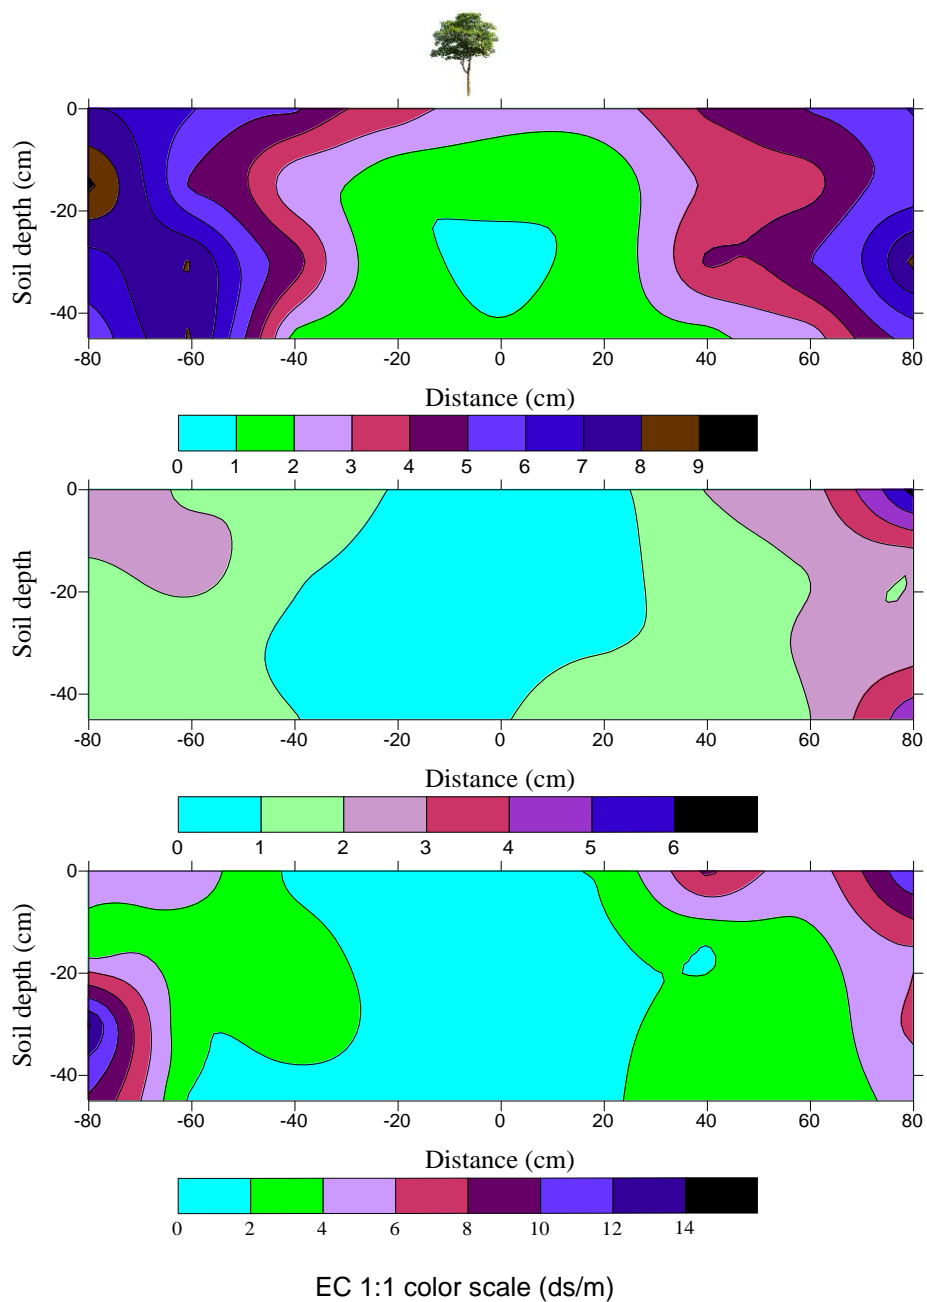 0
-20
-40
Soil depth (cm)
-80 -60 -40 -20 0 20 40 60 80
Distance (cm)
0 1 2 3 4 5 6 7 8 9
0
-20
-40
Soil depth
-80 -60 -40 -20 0 20 40 60 80
Distance (cm)
0 1 2 3 4 5 6
0
-20
-40
Soil depth (cm)
-80 -60 -40 -20 0 20 40 60 80
Distance (cm)
0 2 4 6 8 10 12 14
EC 1:1 color scale (ds/m)